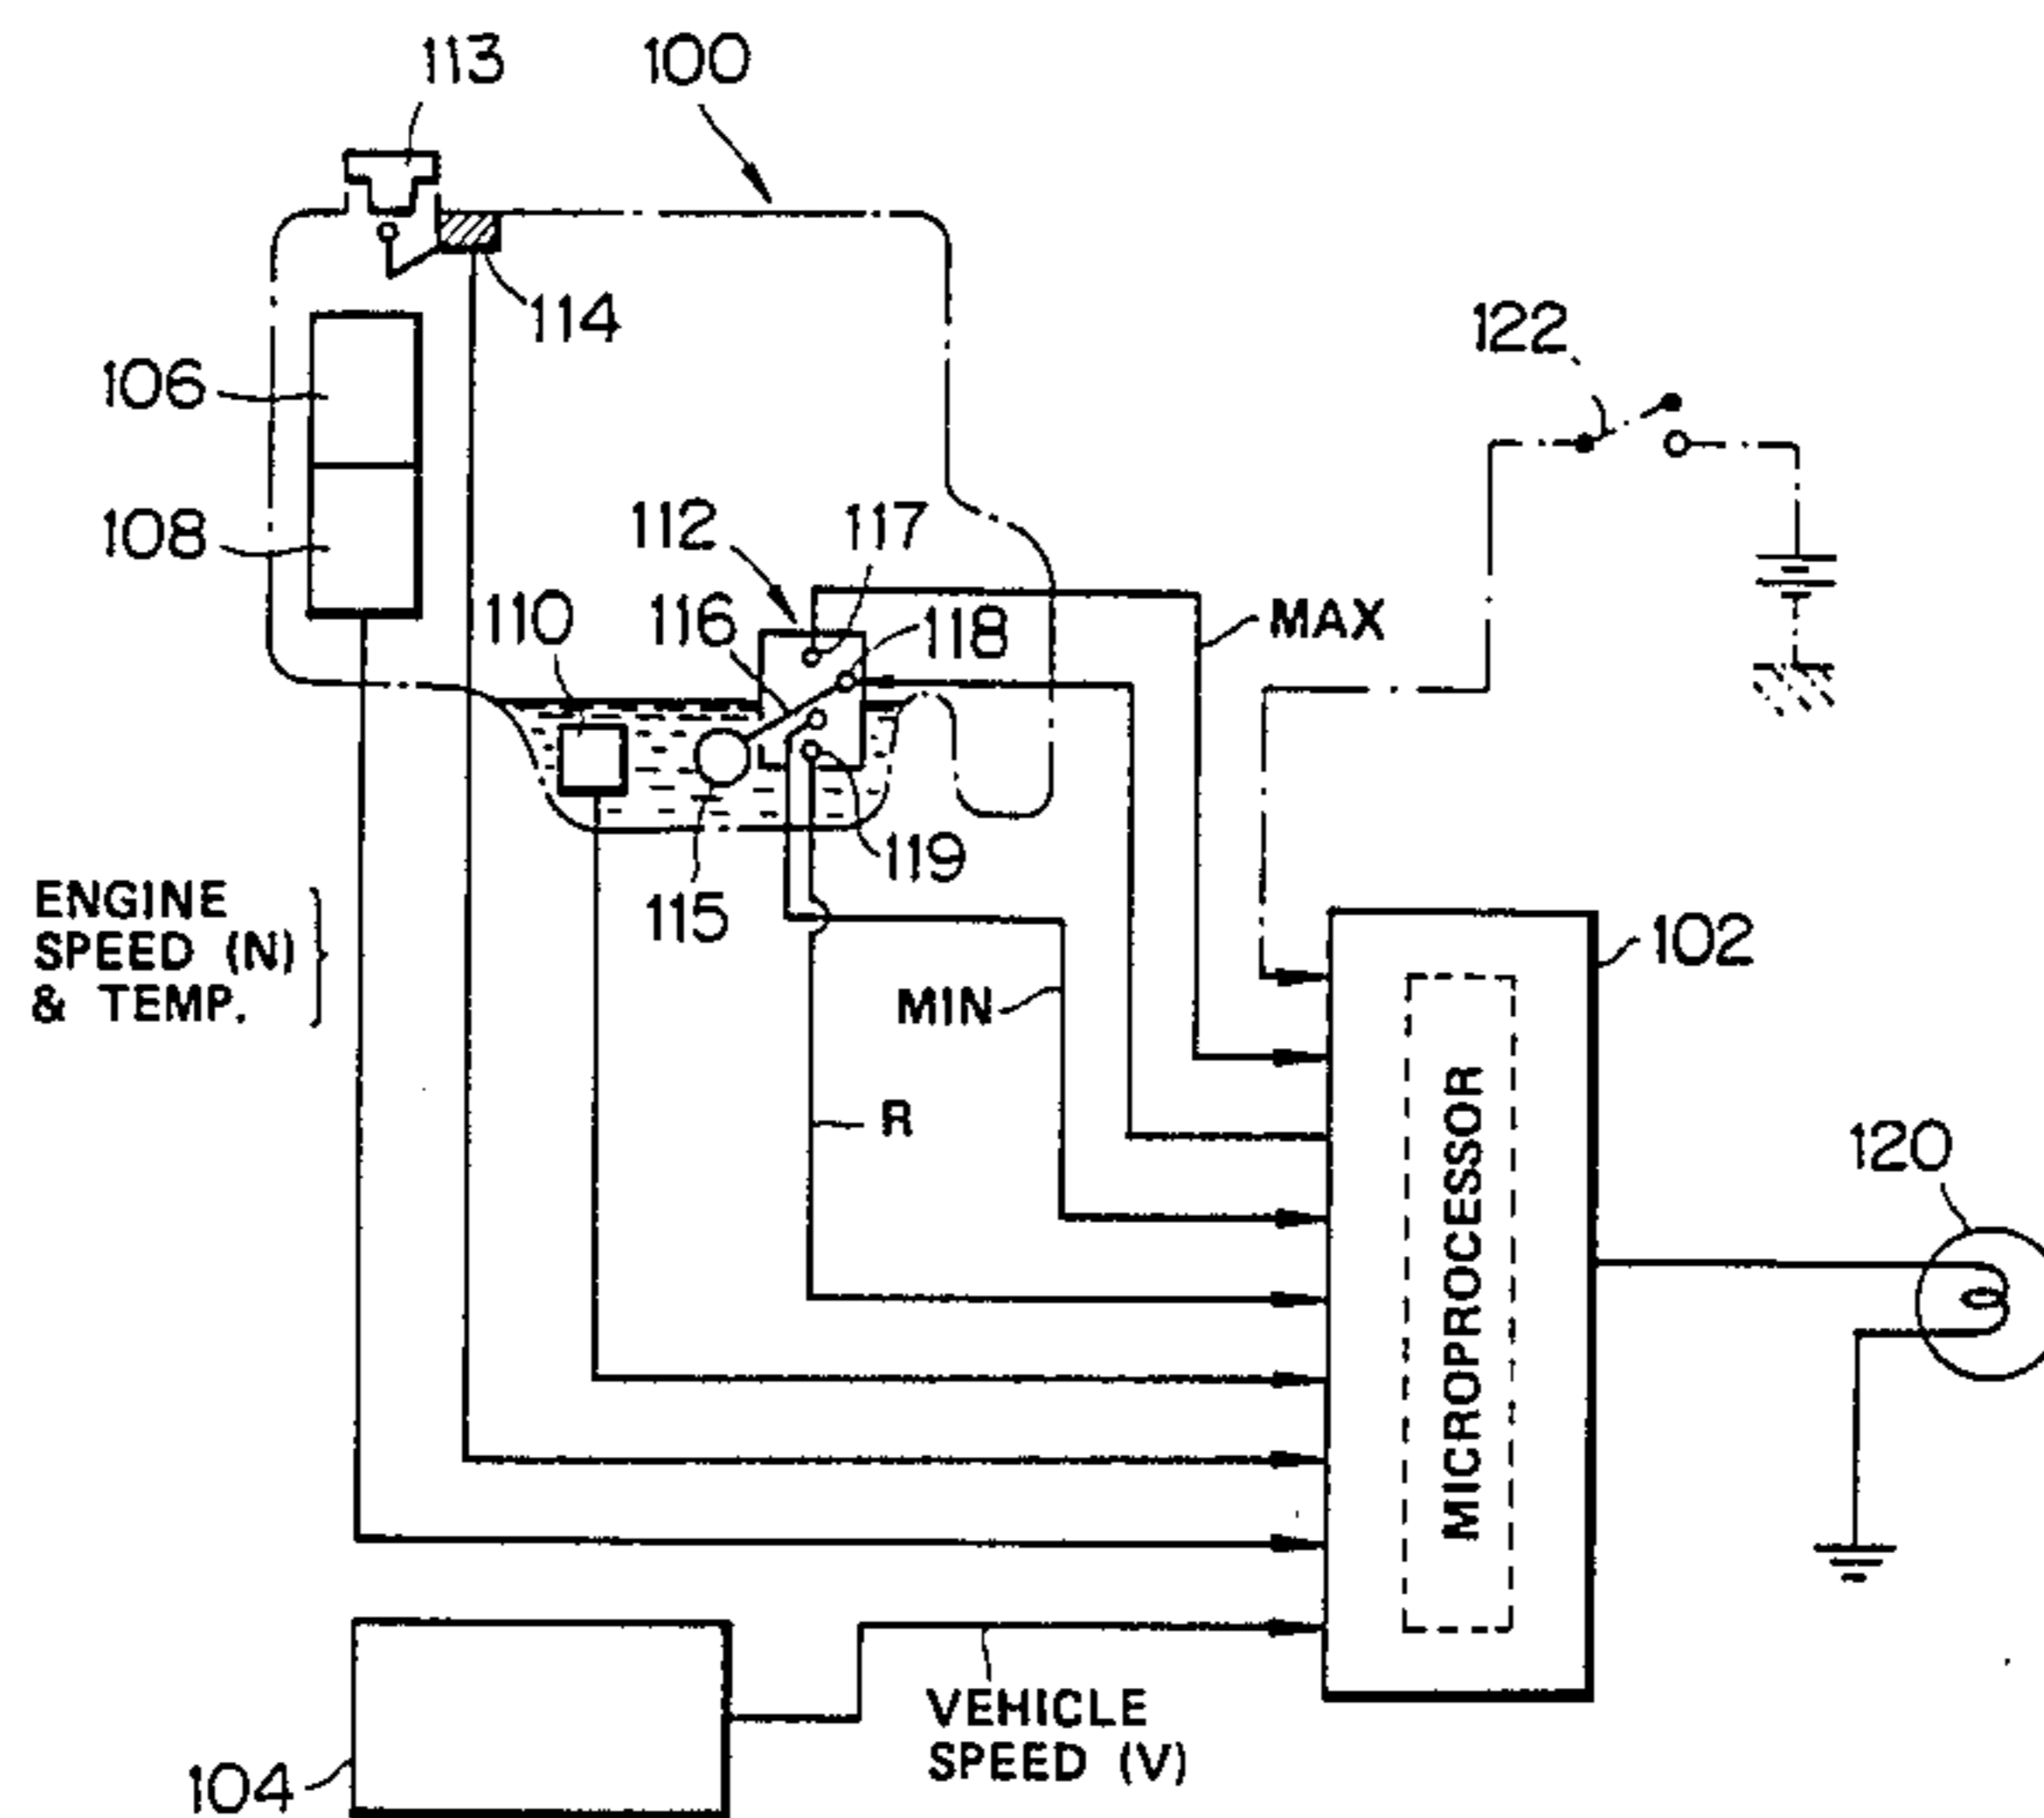 113
100
114
106
122
108
112
117
110
116
118
MAX
119
115
ENGINE
SPEED (N)
& TEMP.
102
MIN
R
MICROPROCESSOR
120
VEHICLE
SPEED (V)
104